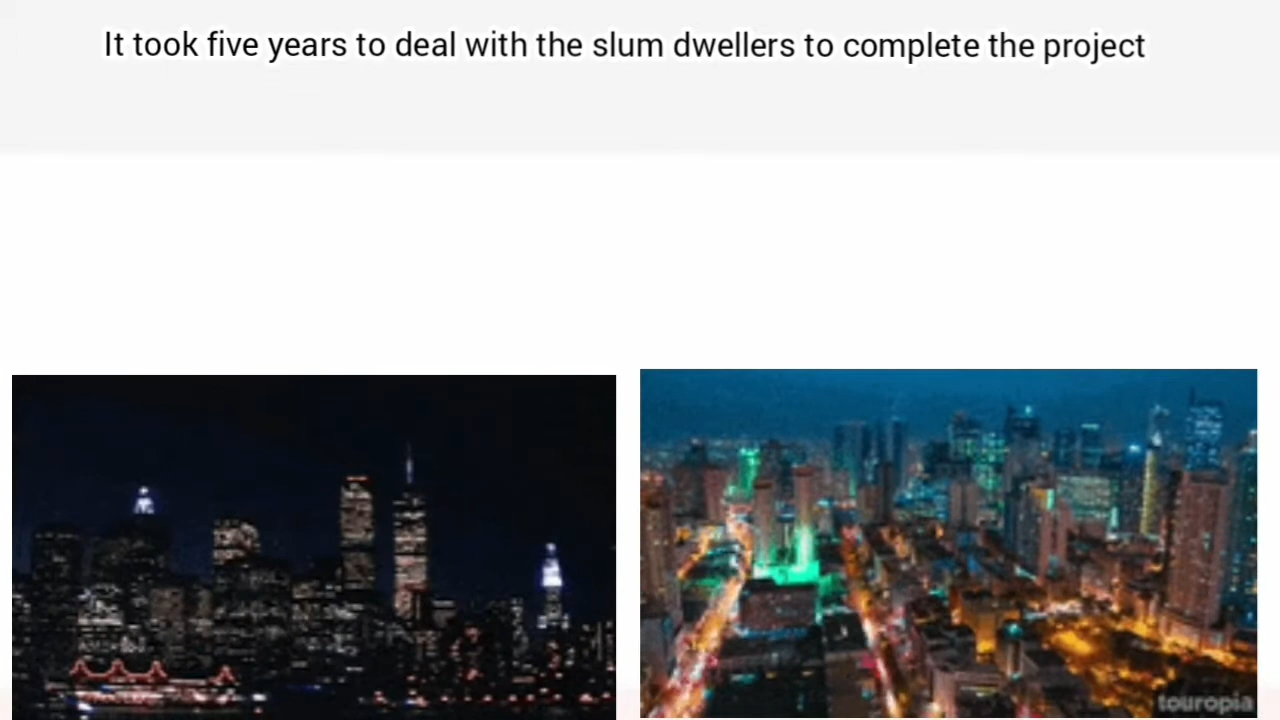 It took five years to deal with the slum dwellers to complete the project
touropia